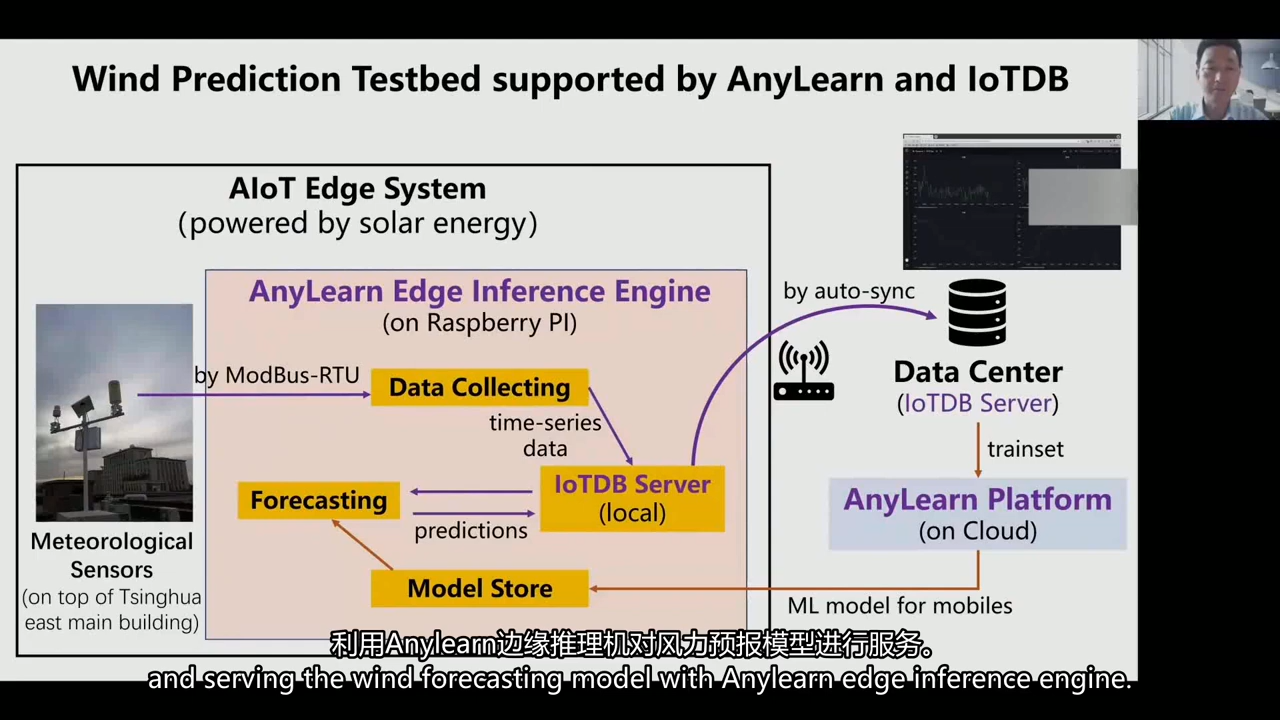 Wind Prediction Testbed supported by AnyLearn and IoTDB
AIoT Edge System
(powered by solar energy)
AnyLearn Edge Inference Engine
(on Raspberry PI)
by ModBus-RTU
Data Collecting
time-series
data
IoTDB Server
(local)
Forecasting
predictions
Model Store
Meteorological
Sensors
(on top of Tsinghua
east main building)
by auto-sync
Data Center
(IoTDB Server)
trainset
AnyLearn Platform
(on Cloud)
ML model for mobiles
利用Anylearn边缘推理机对风力预报模型进行服务。
and serving the wind forecasting model with Anylearn edge inference engine.